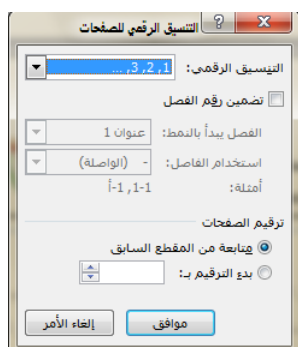 التنسيق الرقمي للصفحات
التنسيق الرقمي: 1, 2, 3, ...
تضمين رقم الفصل
الفصل يبدأ بالنمط: عنوان 1
استخدام الفاصل: - (الواصلة)
أمثلة: 1-1, 1-أ
ترقيم الصفحات
متابعة من المقطع السابق
بدء الترقيم بـ:
موافق إلغاء الأمر